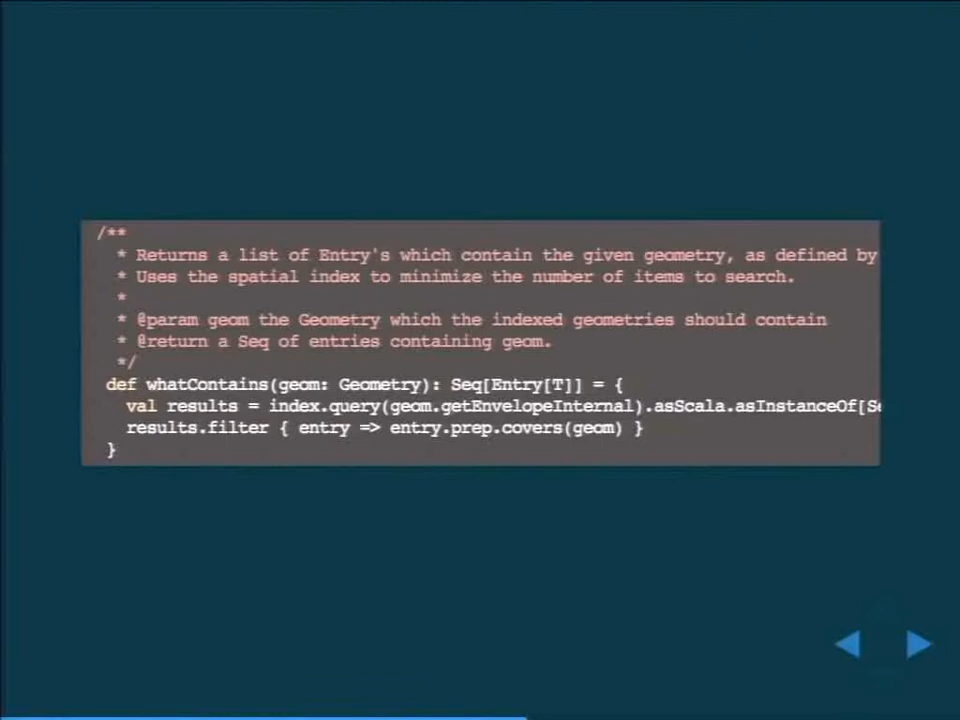 /**
* Returns a list of Entry's which contain the given geometry, as defined by
* Uses the spatial index to minimize the number of items to search.
*
* @param geom the Geometry which the indexed geometries should contain
* @return a Seq of entries containing geom.
*/
def whatContains(geom: Geometry): Seq[Entry[T]] = {
val results = index.query(geom.getEnvelopeInternal).asScala.asInstanceOf[S
results.filter { entry => entry.prep.covers(geom) }
}